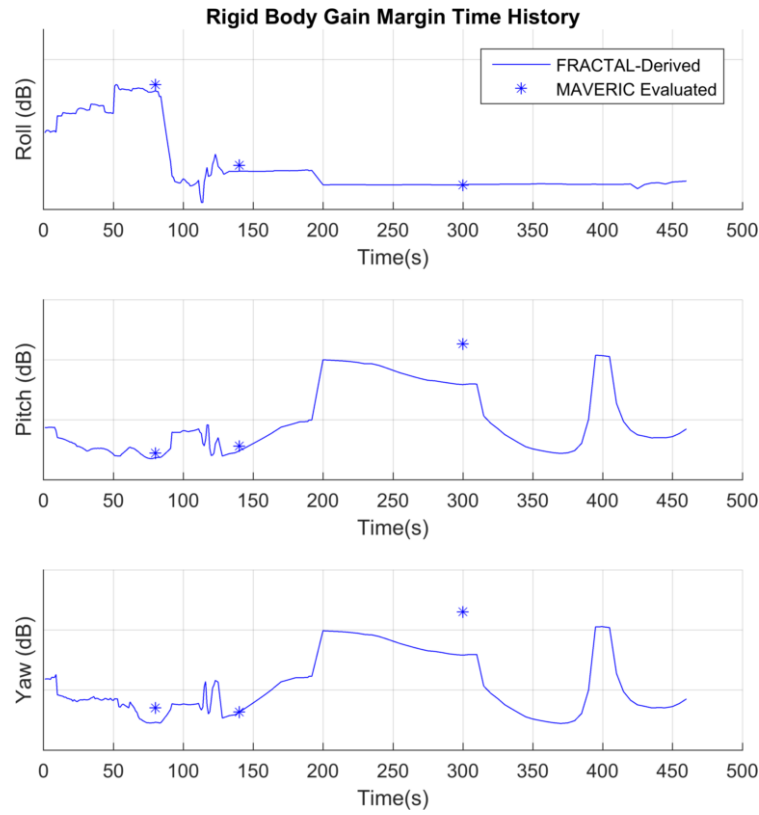 Rigid Body Gain Margin Time History
FRACTAL-Derived
MAVERIC Evaluated
Roll (dB)
0 50 100 150 200 250 300 350 400 450 500
Time(s)
Pitch (dB)
0 50 100 150 200 250 300 350 400 450 500
Time(s)
Yaw (dB)
0 50 100 150 200 250 300 350 400 450 500
Time(s)